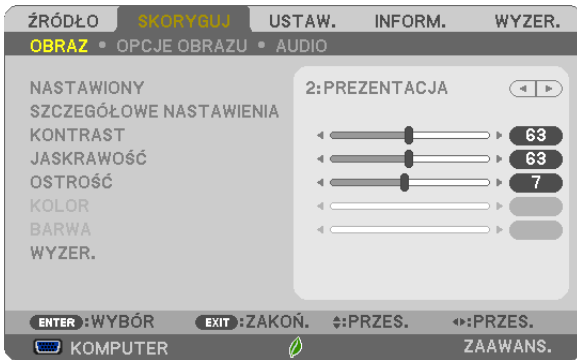 ŹRÓDŁO SKORYGUJ USTAW. INFORM. WYZER.
OBRAZ • OPCJE OBRAZU • AUDIO
NASTAWIONY 2:PREZENTACJA
SZCZEGÓŁOWE NASTAWIENIA
KONTRAST 63
JASKRAWOŚĆ 63
OSTROŚĆ 7
KOLOR
BARWA
WYZER.
ENTER :WYBÓR EXIT :ZAKOŃ. :PRZES. :PRZES.
KOMPUTER ZAAWANS.